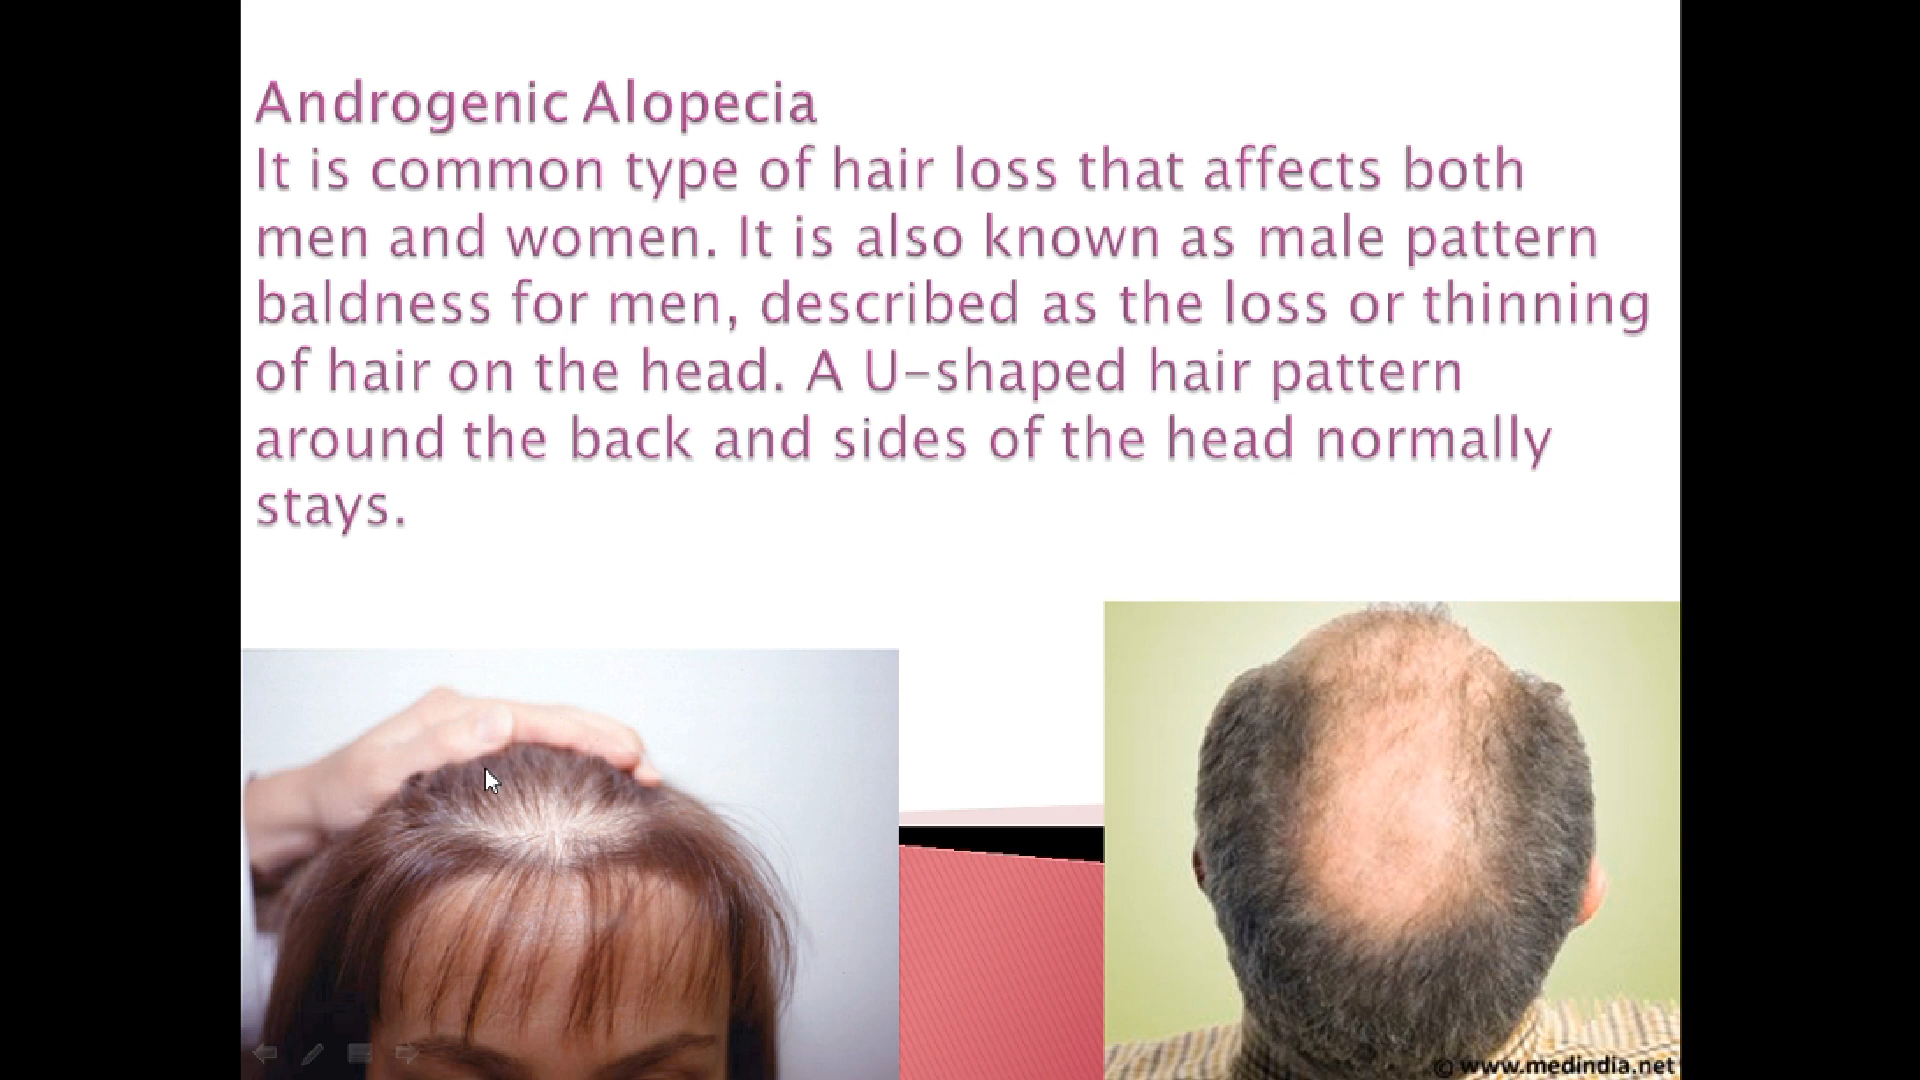 Androgenic Alopecia
It is common type of hair loss that affects both
men and women. It is also known as male pattern
baldness for men, described as the loss or thinning
of hair on the head. A U-shaped hair pattern
around the back and sides of the head normally
stays.
© www.medindia.net